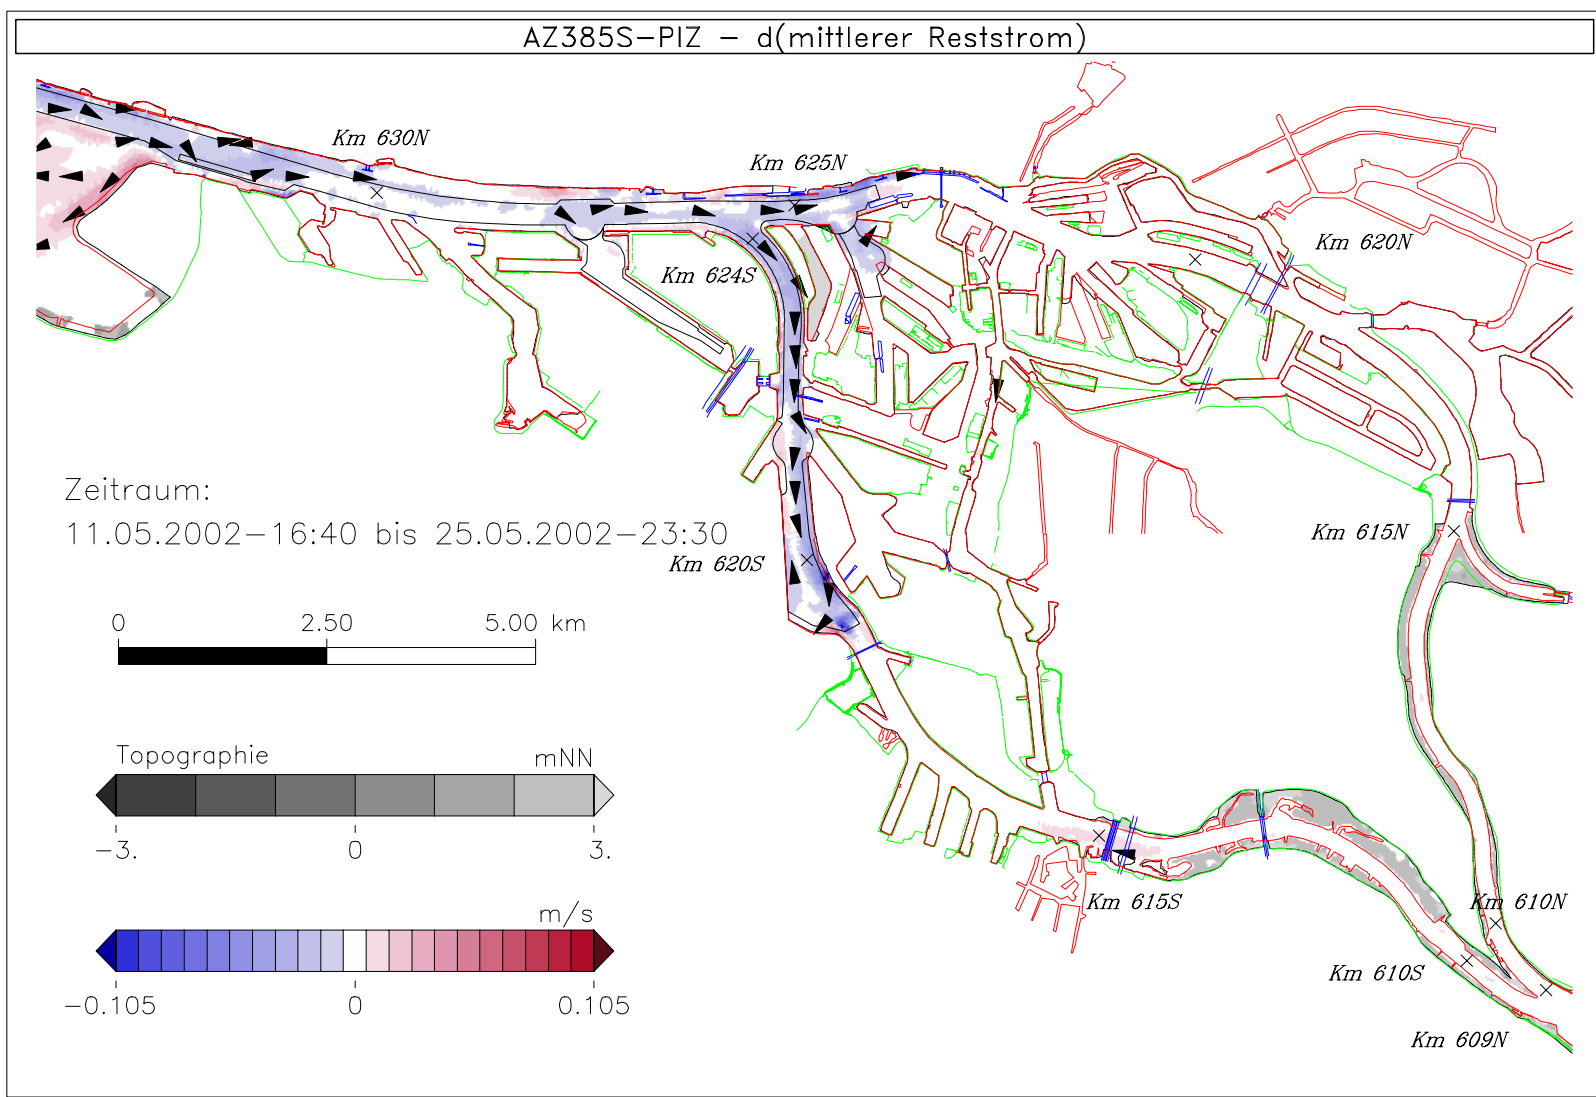 AZ385S-PIZ - d(mittlerer Reststrom)
Km 630N
Km 625N
Km 620N
Km 624S
Zeitraum:
11.05.2002-16:40 bis 25.05.2002-23:30
Km 615N
Km 620S
0 2.50 5.00 km
Topographie mNN
-3. 0 3.
Km 615S
Km 610N
m/s
Km 610S
-0.105 0 0.105
Km 609N